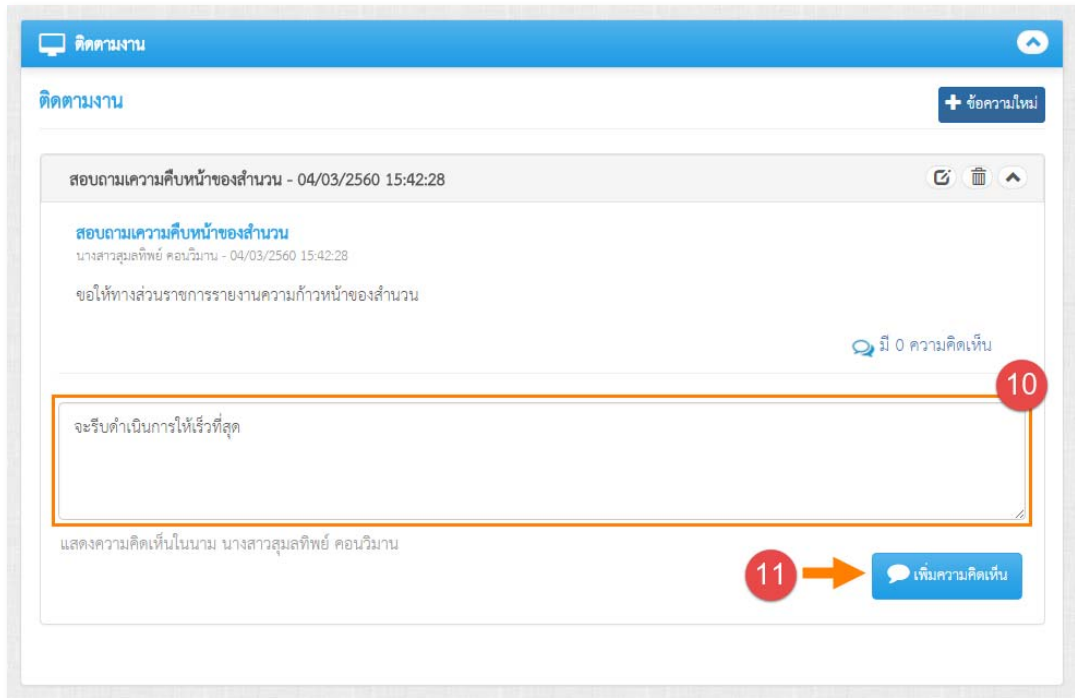 ติดตามงาน
ติดตามงาน
ข้อความใหม่
สอบถามเความคืบหน้าของสำนวน - 04/03/2560 15:42:28
สอบถามเความคืบหน้าของสำนวน
นางสาวสุมลทิพย์ คอนวิมาน - 04/03/2560 15:42:28
ขอให้ทางส่วนราชการรายงานความก้าวหน้าของสำนวน
มี 0 ความคิดเห็น
10
จะรีบดำเนินการให้เร็วที่สุด
แสดงความคิดเห็นในนาม นางสาวสุมลทิพย์ คอนวิมาน
11
เพิ่มความคิดเห็น